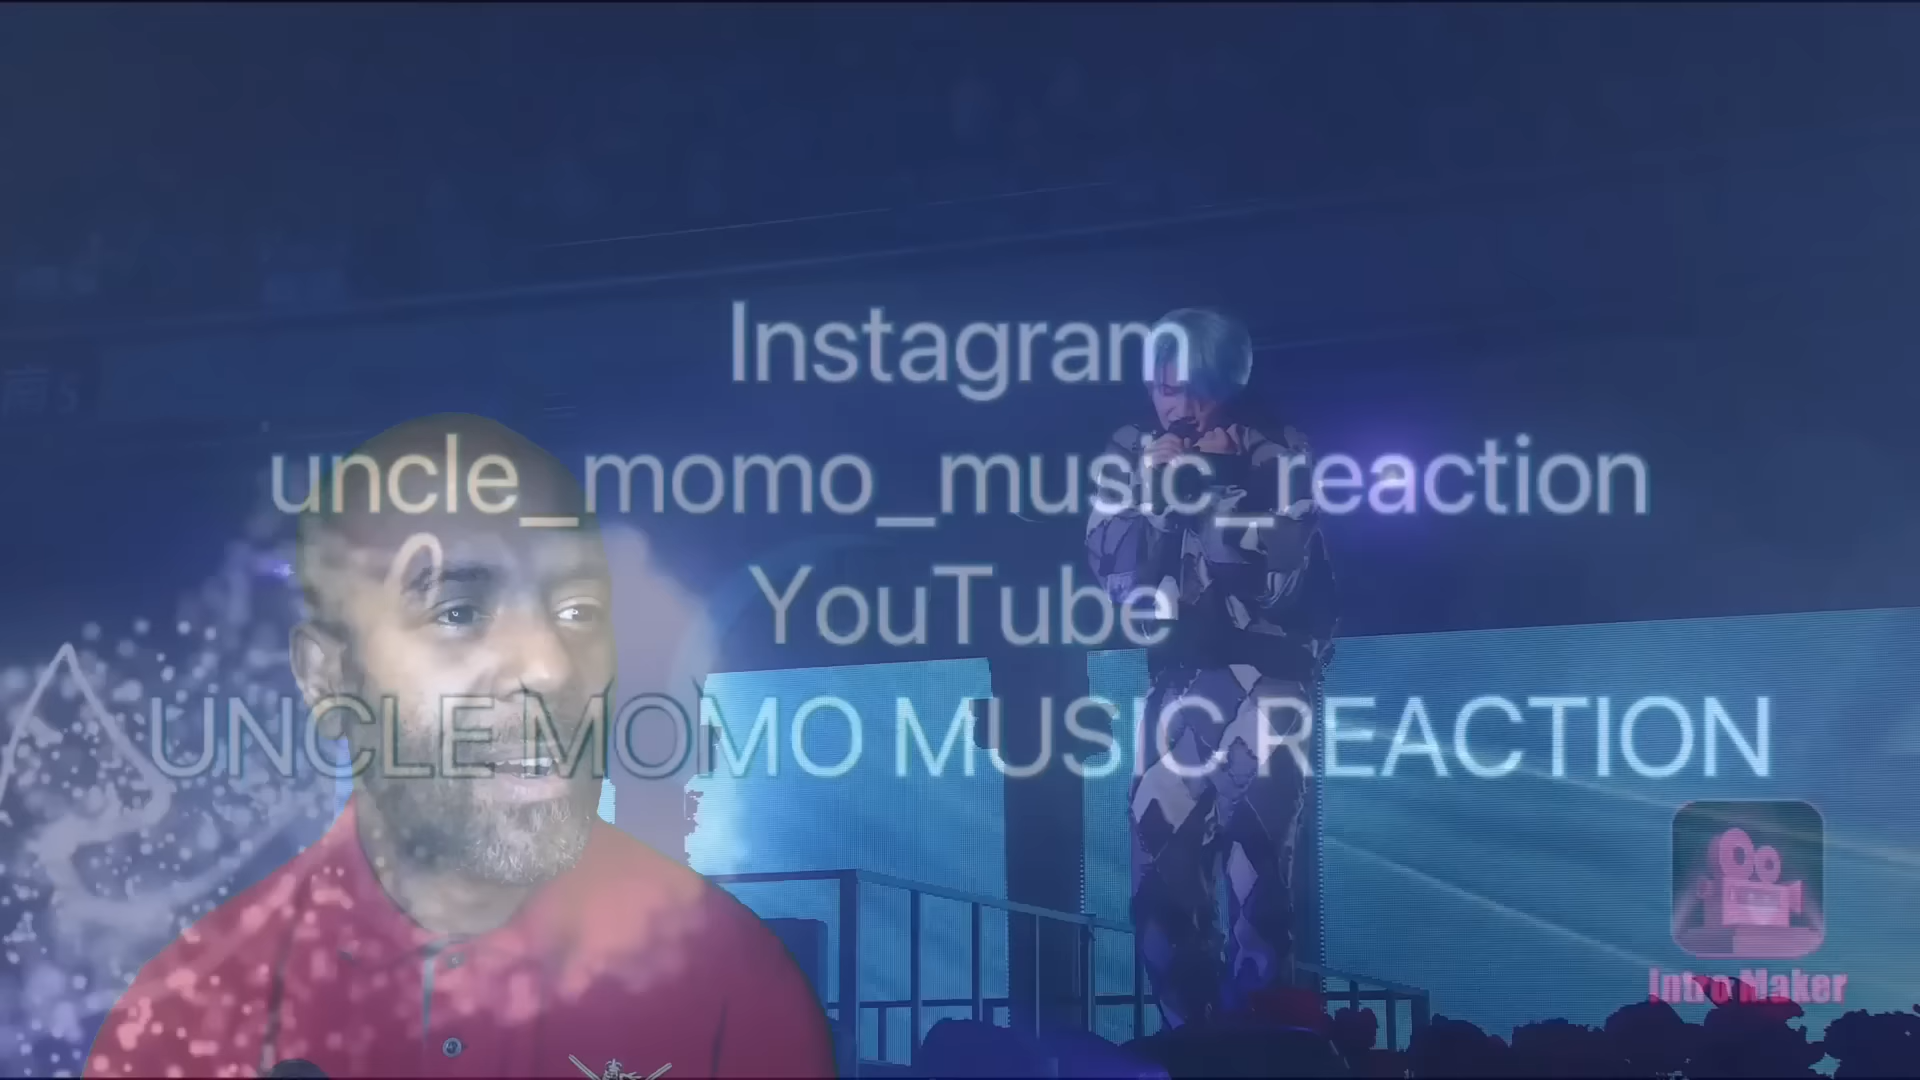 Instagram
uncle_momo_music_reaction
YouTube
UNCLE MOMO MUSIC REACTION
Intro Maker